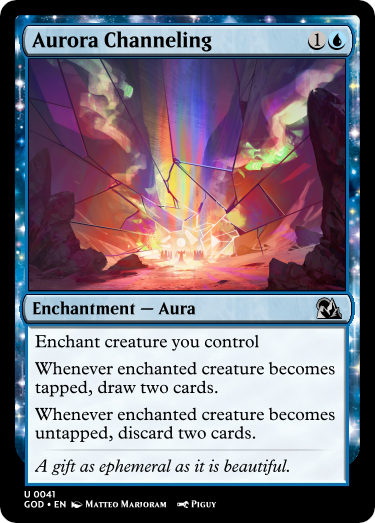 Aurora Channeling 1
Enchantment — Aura
Enchant creature you control
Whenever enchanted creature becomes
tapped, draw two cards.
Whenever enchanted creature becomes
untapped, discard two cards.
A gift as ephemeral as it is beautiful.
U 0041
GOD • EN Matteo Marjoram Piguy